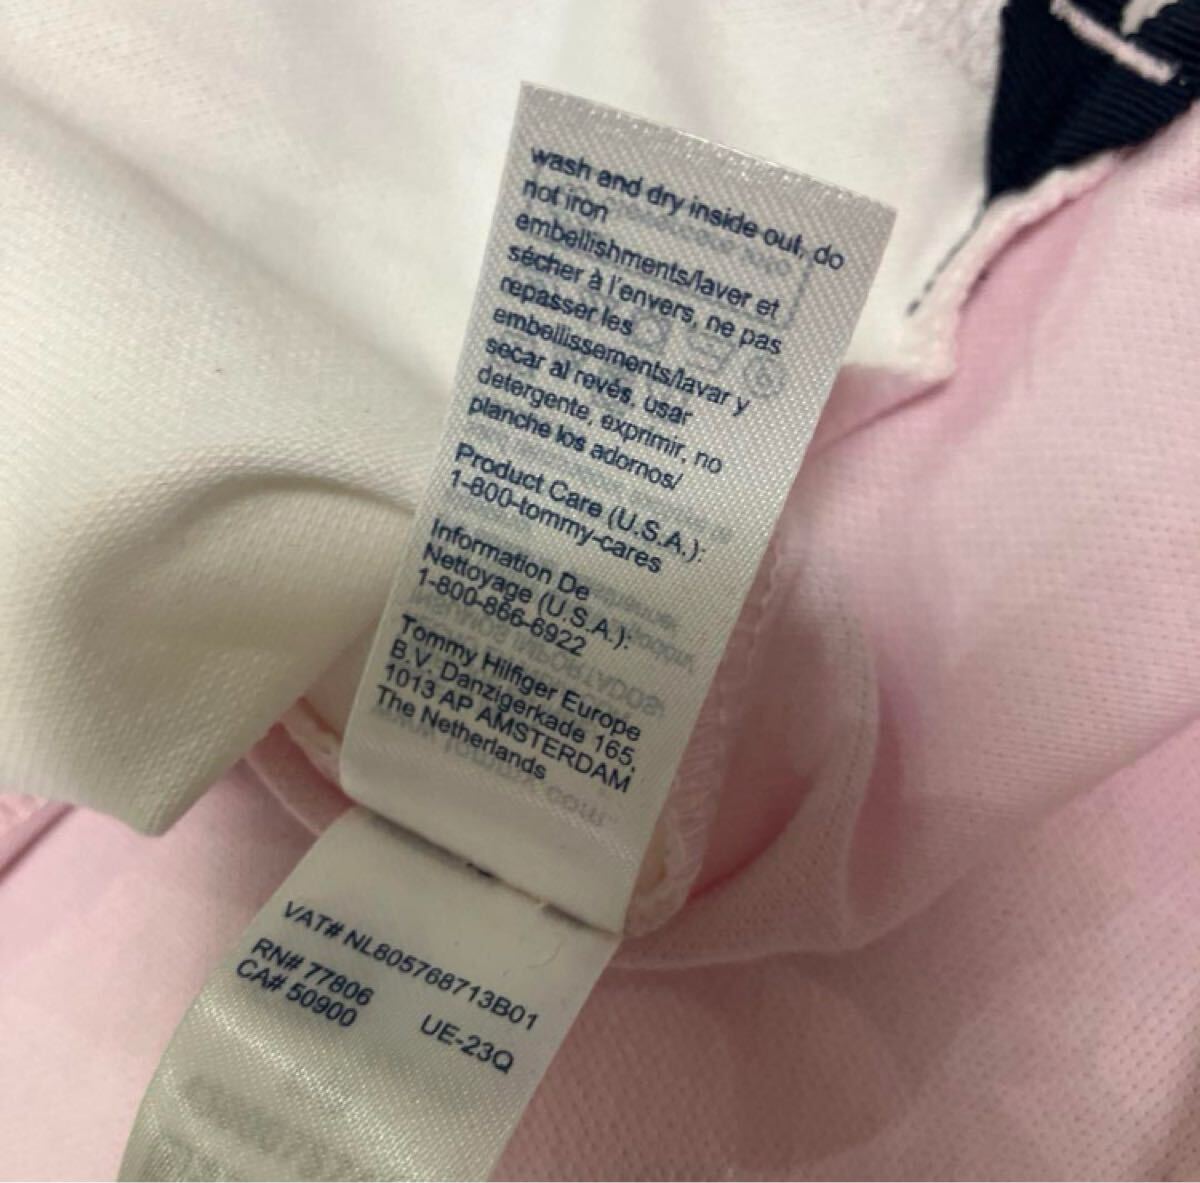 wash and dry inside out, do
not iron
embellishments/laver et
sécher à l'envers, ne pas
repasser les
embellissements/lavar y
secar al revés, usar
detergente, exprimir, no
planche los adornos/
Product Care (U.S.A.):
1-800-tommy-cares
Information De
Nettoyage (U.S.A.):
1-800-866-6922
Tommy Hilfiger Europe
B.V. Danzigerkade 165,
1013 AP AMSTERDAM
The Netherlands
VAT# NL805768713B01
RN# 77806
CA# 50900
UE-23Q